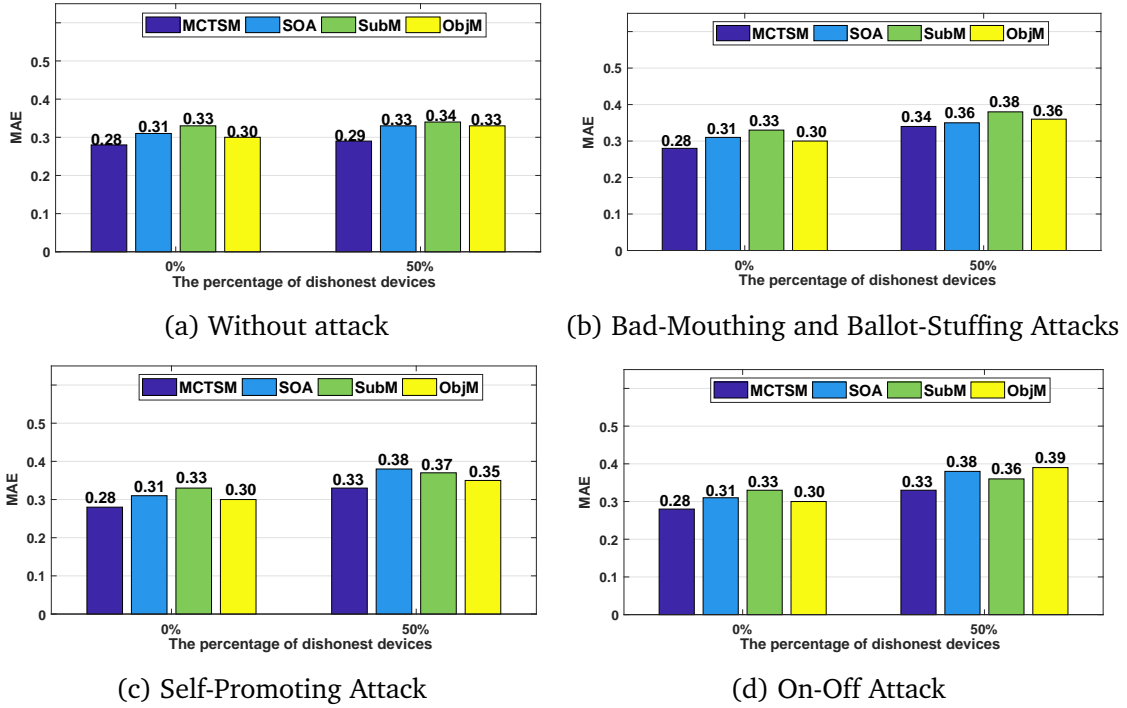 MCTSM SOA SubM ObjM
MAE
0.5
0.4
0.3
0.2
0.1
0
0.28 0.31 0.33 0.30
0.29 0.33 0.34 0.33
0% 50%
The percentage of dishonest devices
(a) Without attack
MCTSM SOA SubM ObjM
MAE
0.5
0.4
0.3
0.2
0.1
0
0.28 0.31 0.33 0.30
0.34 0.36 0.38 0.36
0% 50%
The percentage of dishonest devices
(b) Bad-Mouthing and Ballot-Stuffing Attacks
MCTSM SOA SubM ObjM
MAE
0.5
0.4
0.3
0.2
0.1
0
0.28 0.31 0.33 0.30
0.33 0.38 0.37 0.35
0% 50%
The percentage of dishonest devices
(c) Self-Promoting Attack
MCTSM SOA SubM ObjM
MAE
0.5
0.4
0.3
0.2
0.1
0
0.28 0.31 0.33 0.30
0.33 0.38 0.36 0.39
0% 50%
The percentage of dishonest devices
(d) On-Off Attack